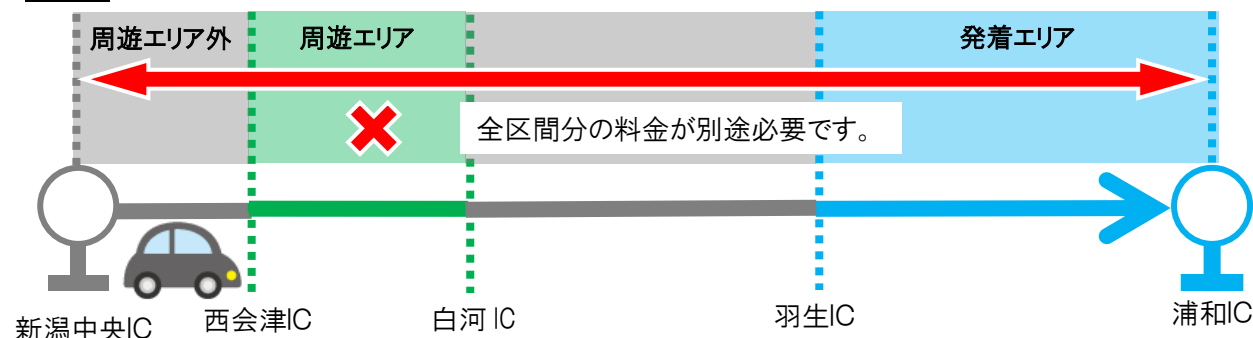 周遊エリア外
周遊エリア
発着エリア
全区間分の料金が別途必要です。
新潟中央IC
西会津IC
白河IC
羽生IC
浦和IC